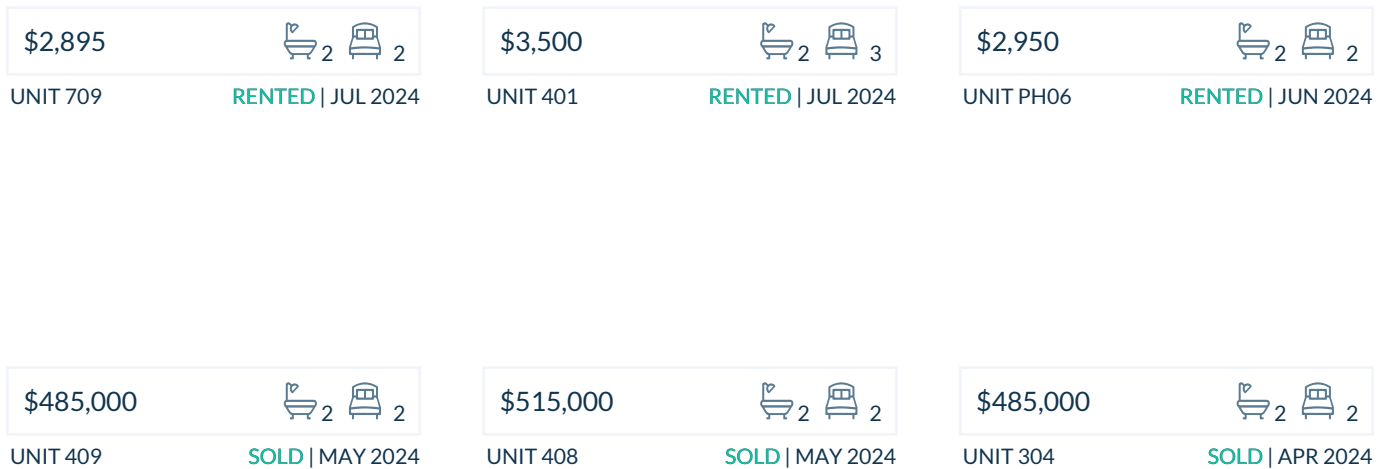 $2,895 2 2
UNIT 709 RENTED | JUL 2024
$3,500 2 3
UNIT 401 RENTED | JUL 2024
$2,950 2 2
UNIT PH06 RENTED | JUN 2024
$485,000 2 2
UNIT 409 SOLD | MAY 2024
$515,000 2 2
UNIT 408 SOLD | MAY 2024
$485,000 2 2
UNIT 304 SOLD | APR 2024